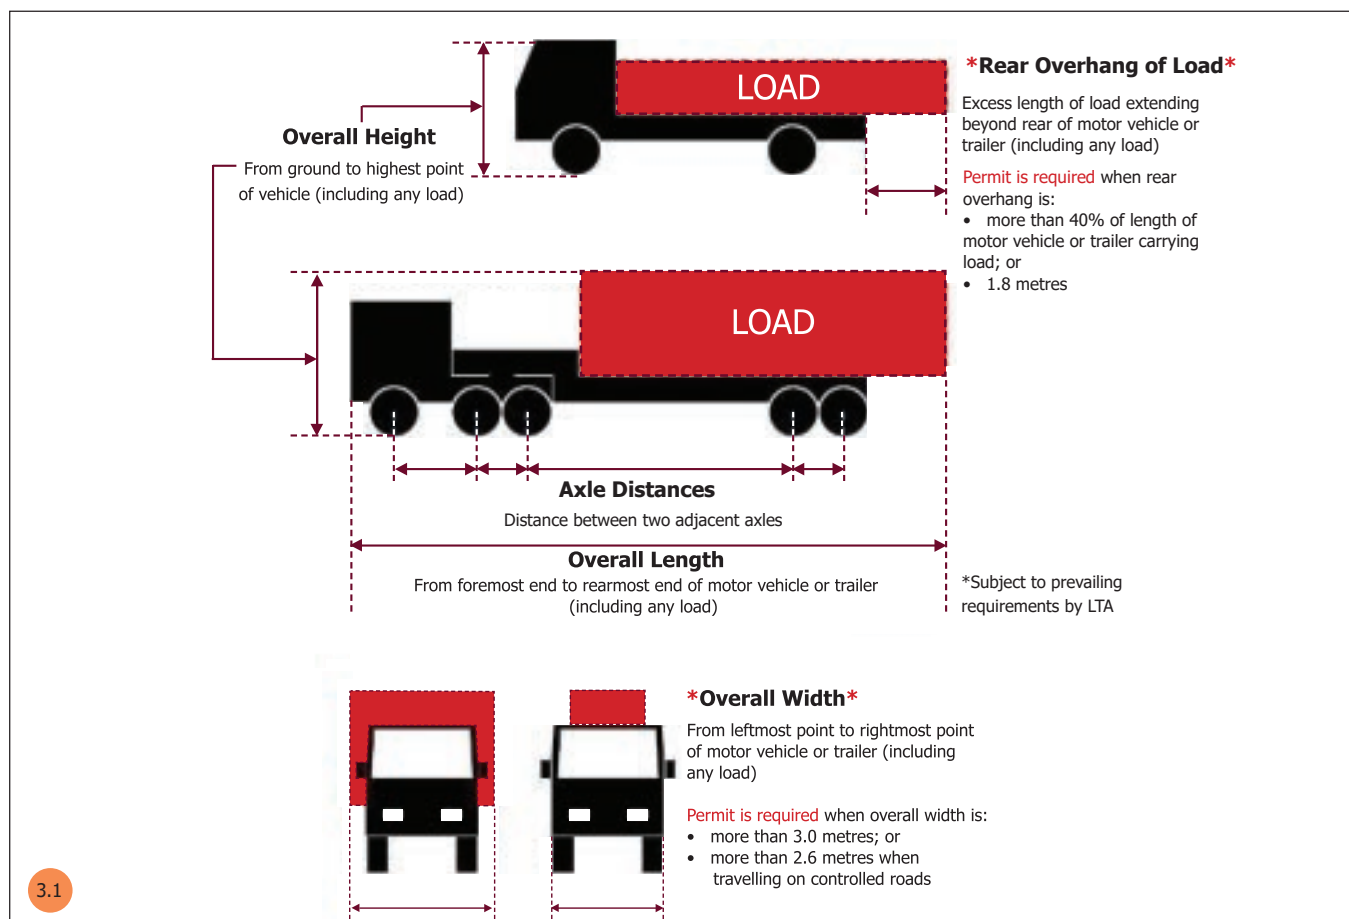 LOAD
*Rear Overhang of Load*
Excess length of load extending
beyond rear of motor vehicle or
trailer (including any load)
Permit is required when rear
overhang is:
• more than 40% of length of
motor vehicle or trailer carrying
load; or
• 1.8 metres
Overall Height
From ground to highest point
of vehicle (including any load)
LOAD
Axle Distances
Distance between two adjacent axles
Overall Length
From foremost end to rearmost end of motor vehicle or trailer
(including any load)
*Subject to prevailing
requirements by LTA
*Overall Width*
From leftmost point to rightmost point
of motor vehicle or trailer (including
any load)
Permit is required when overall width is:
• more than 3.0 metres; or
• more than 2.6 metres when
travelling on controlled roads
3.1